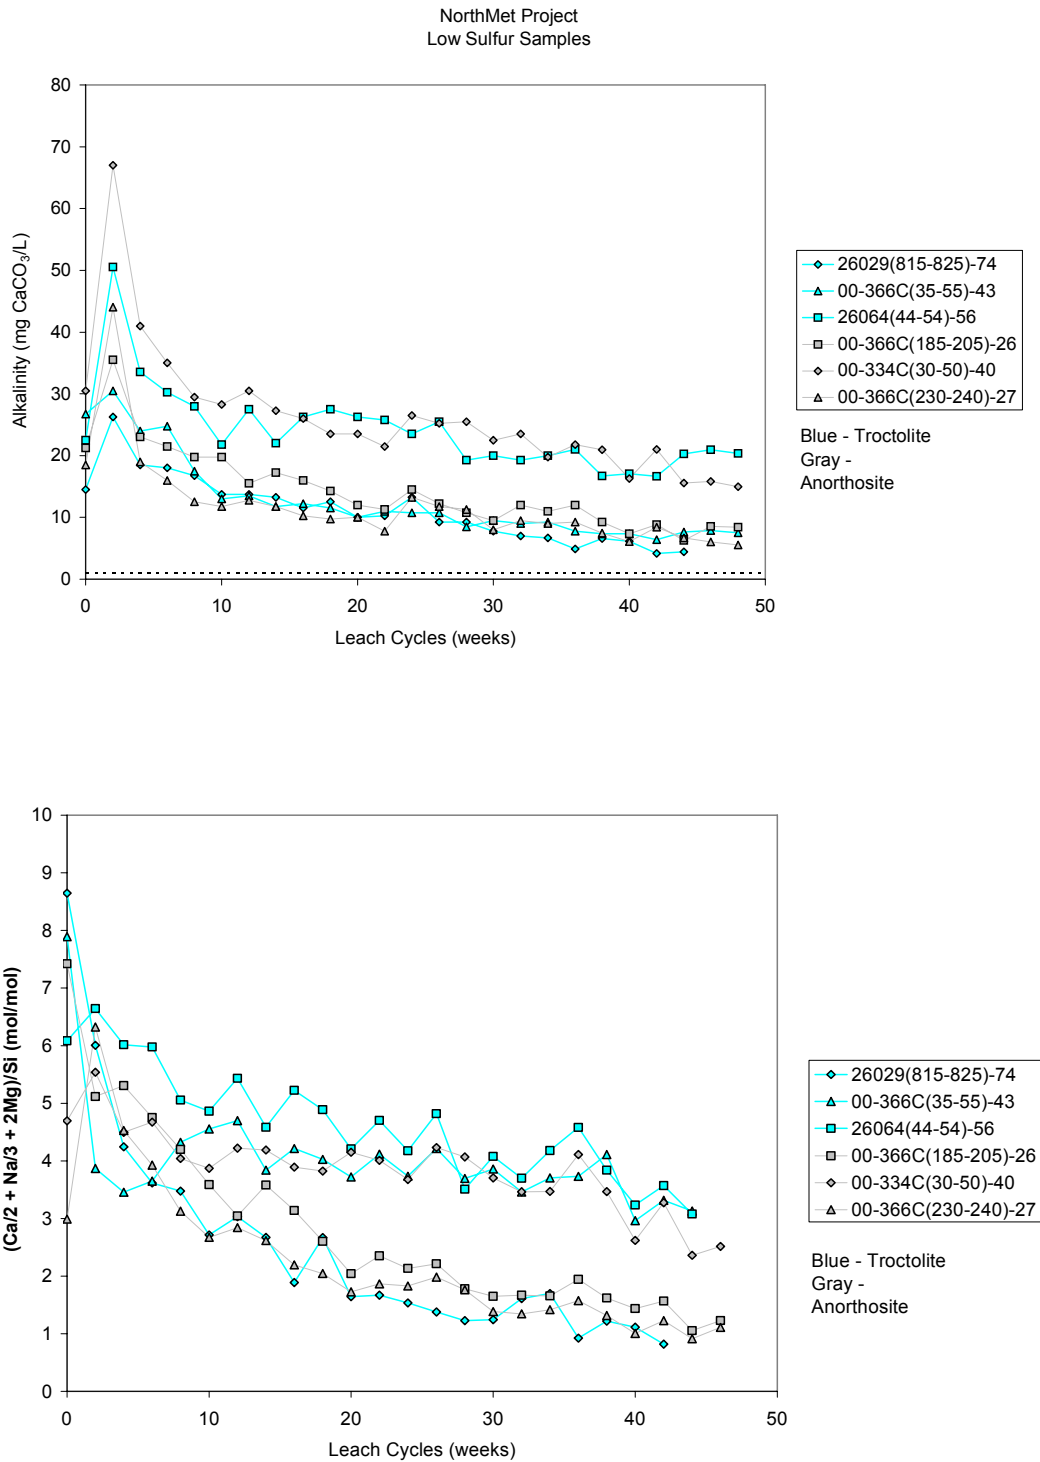 NorthMet Project
Low Sulfur Samples
80
70
60
50
40
30
20
10
0
Alkalinity (mg CaCO3/L)
0 10 20 30 40 50
Leach Cycles (weeks)
26029(815-825)-74
00-366C(35-55)-43
26064(44-54)-56
00-366C(185-205)-26
00-334C(30-50)-40
00-366C(230-240)-27
Blue - Troctolite
Gray -
Anorthosite
10
9
8
7
6
5
4
3
2
1
0
(Ca/2 + Na/3 + 2Mg)/Si (mol/mol)
0 10 20 30 40 50
Leach Cycles (weeks)
26029(815-825)-74
00-366C(35-55)-43
26064(44-54)-56
00-366C(185-205)-26
00-334C(30-50)-40
00-366C(230-240)-27
Blue - Troctolite
Gray -
Anorthosite